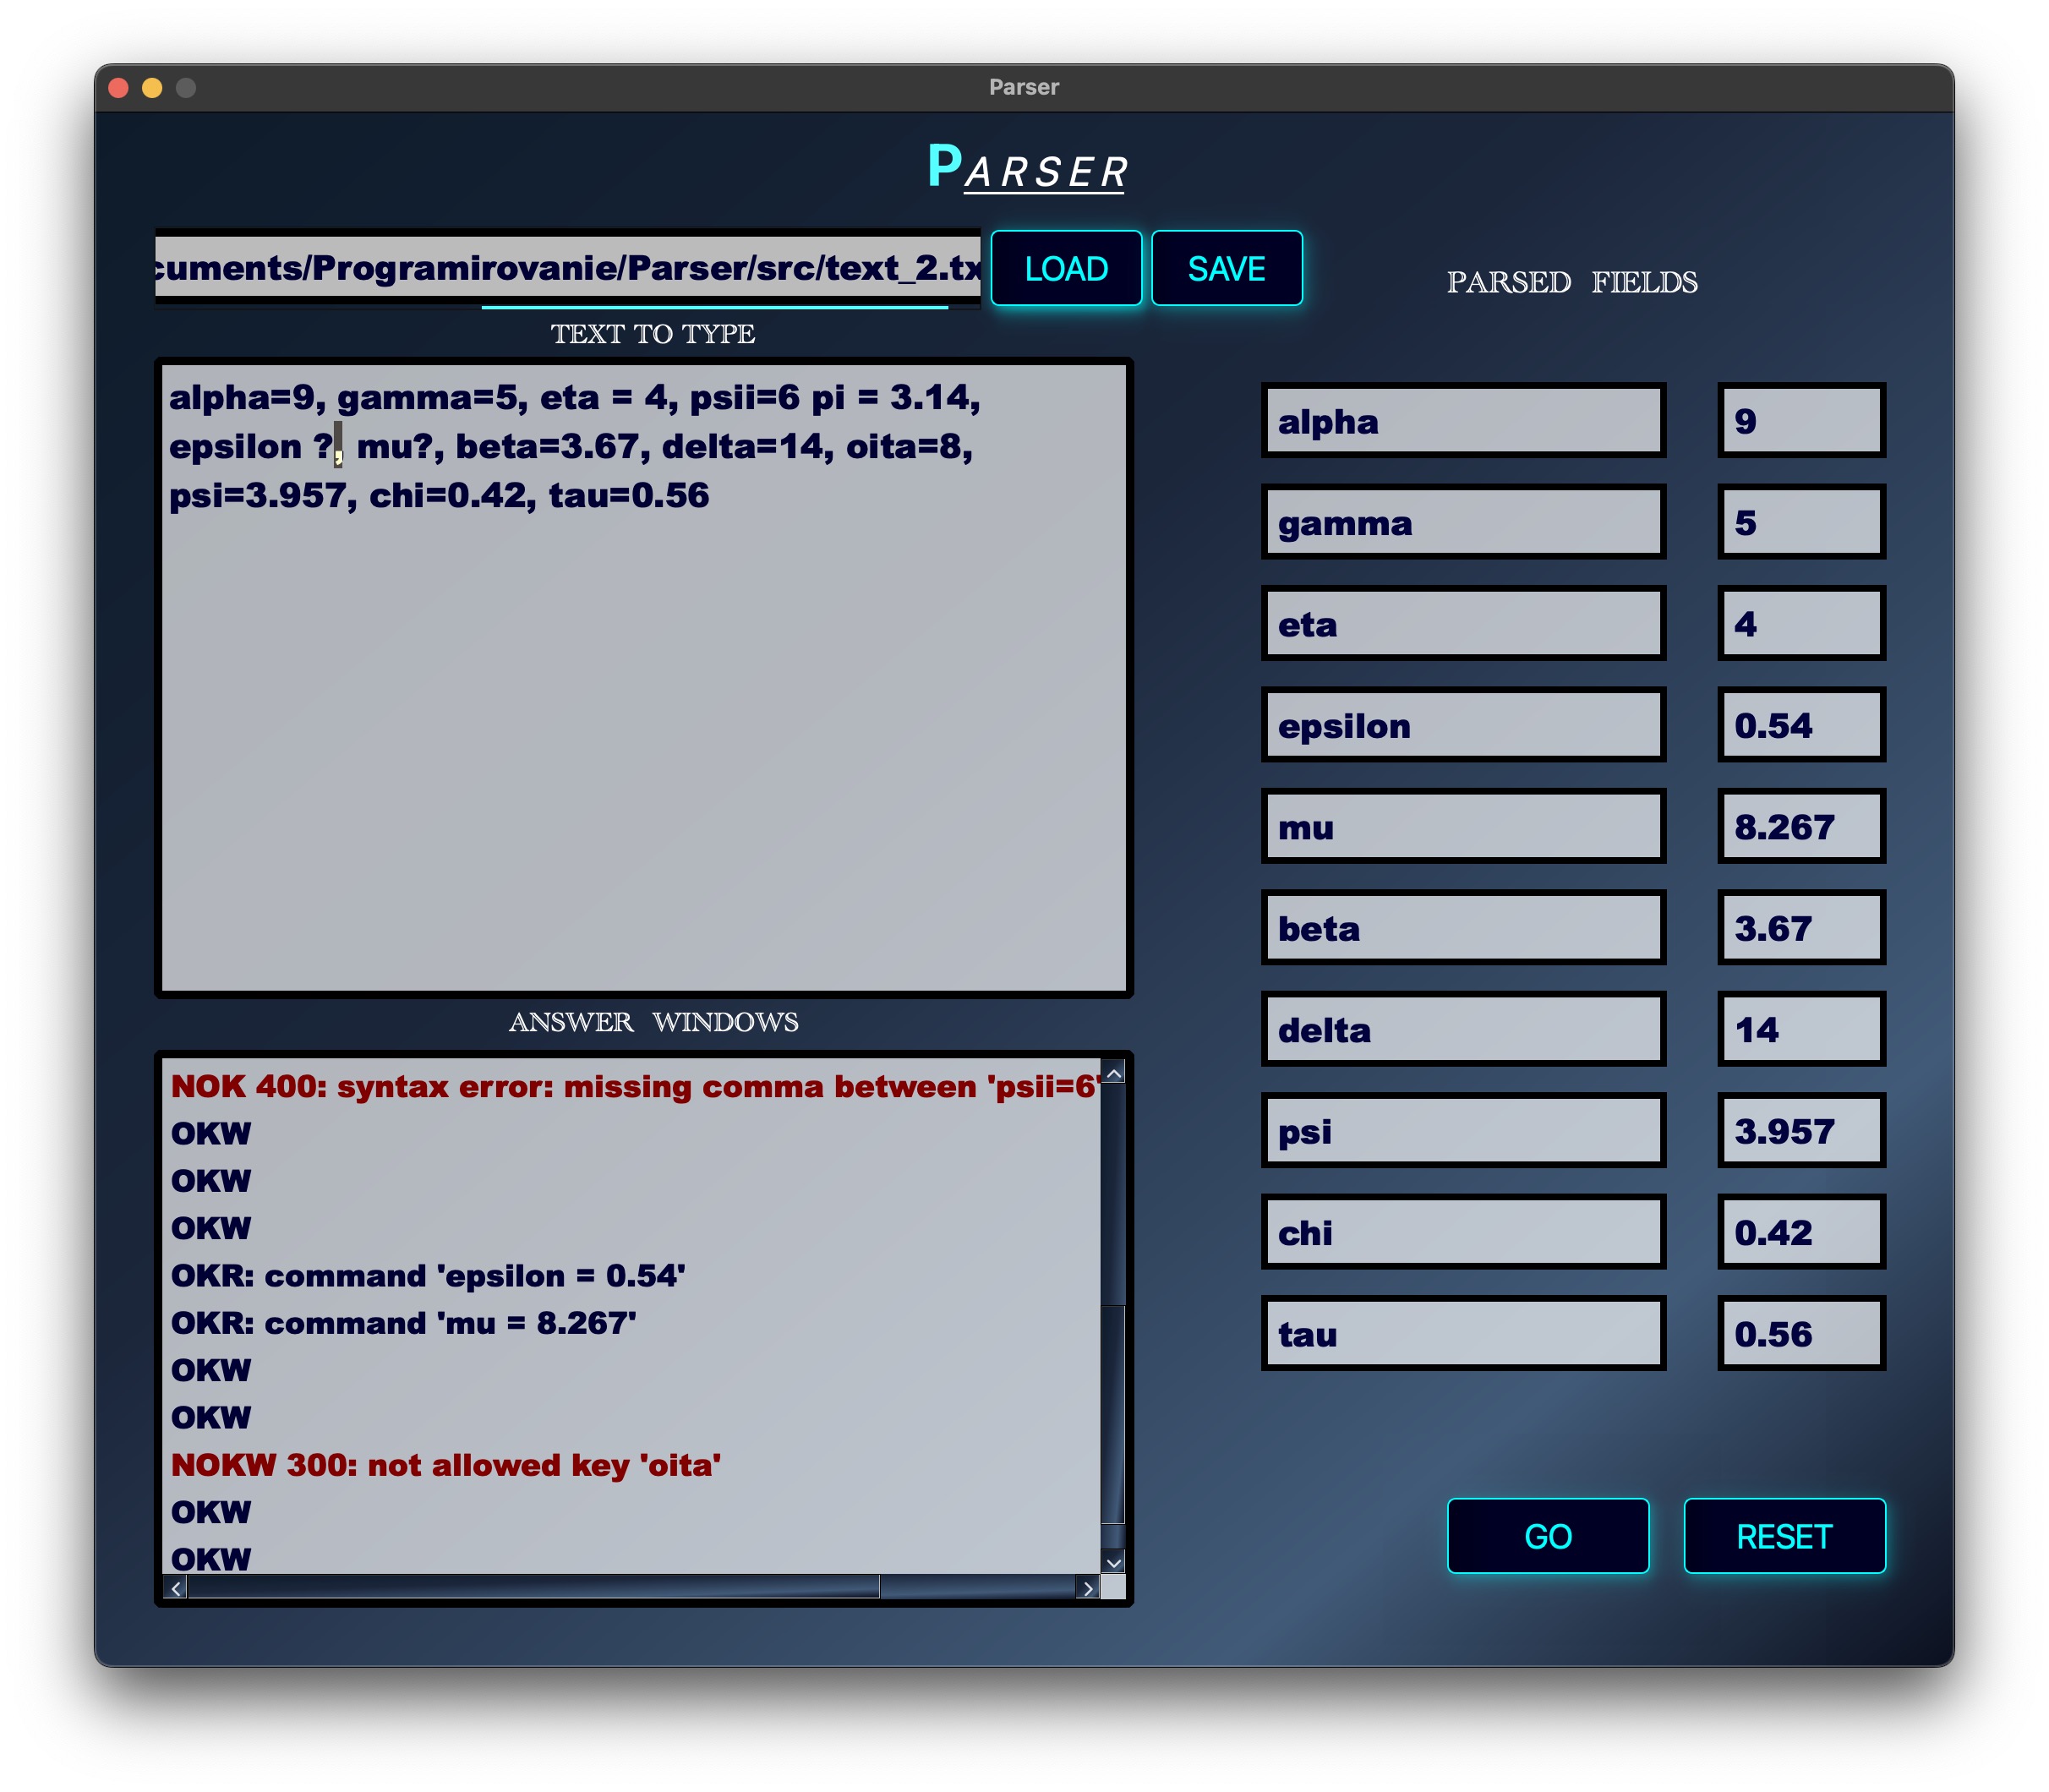 Parser
PARSER
cuments/Programirovanie/Parser/src/text_2.tx
LOAD
SAVE
PARSED FIELDS
TEXT TO TYPE
alpha=9, gamma=5, eta = 4, psii=6 pi = 3.14,
epsilon ?, mu?, beta=3.67, delta=14, oita=8,
psi=3.957, chi=0.42, tau=0.56
ANSWER WINDOWS
NOK 400: syntax error: missing comma between 'psii=6'
OKW
OKW
OKW
OKR: command 'epsilon = 0.54'
OKR: command 'mu = 8.267'
OKW
OKW
NOKW 300: not allowed key 'oita'
OKW
OKW
alpha 9
gamma 5
eta 4
epsilon 0.54
mu 8.267
beta 3.67
delta 14
psi 3.957
chi 0.42
tau 0.56
GO
RESET